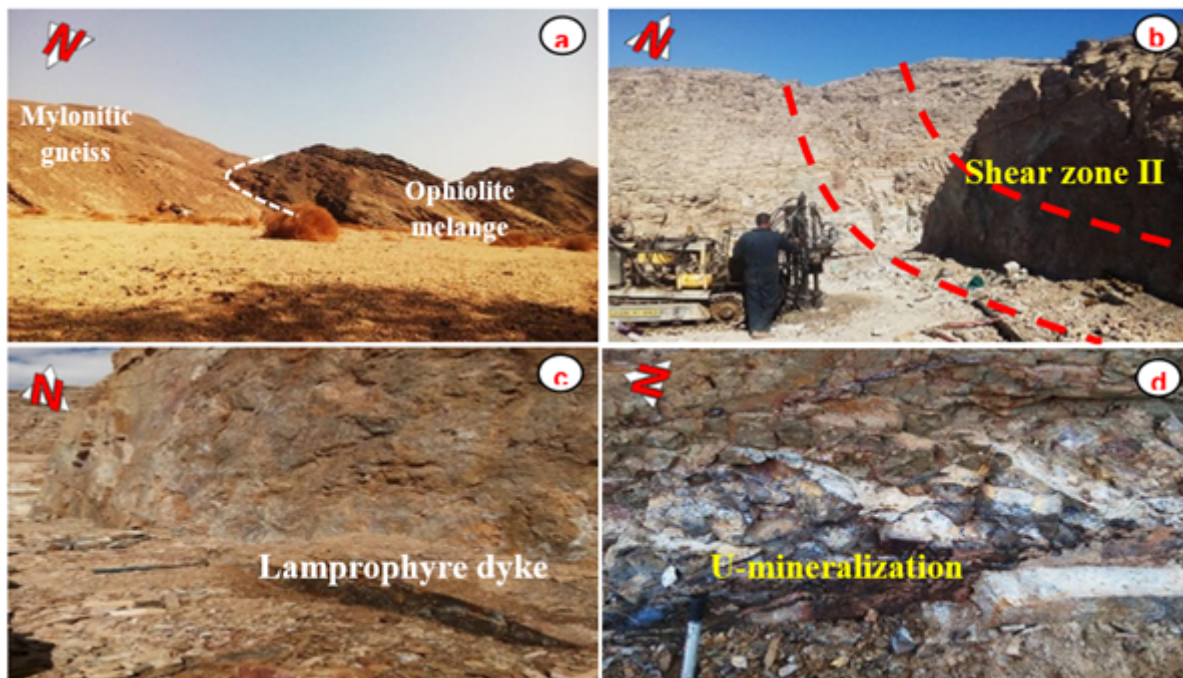 N
a
Mylonitic
gneiss
Ophiolite
melange
N
b
Shear zone II
N
c
Lamprophyre dyke
N
d
U-mineralization